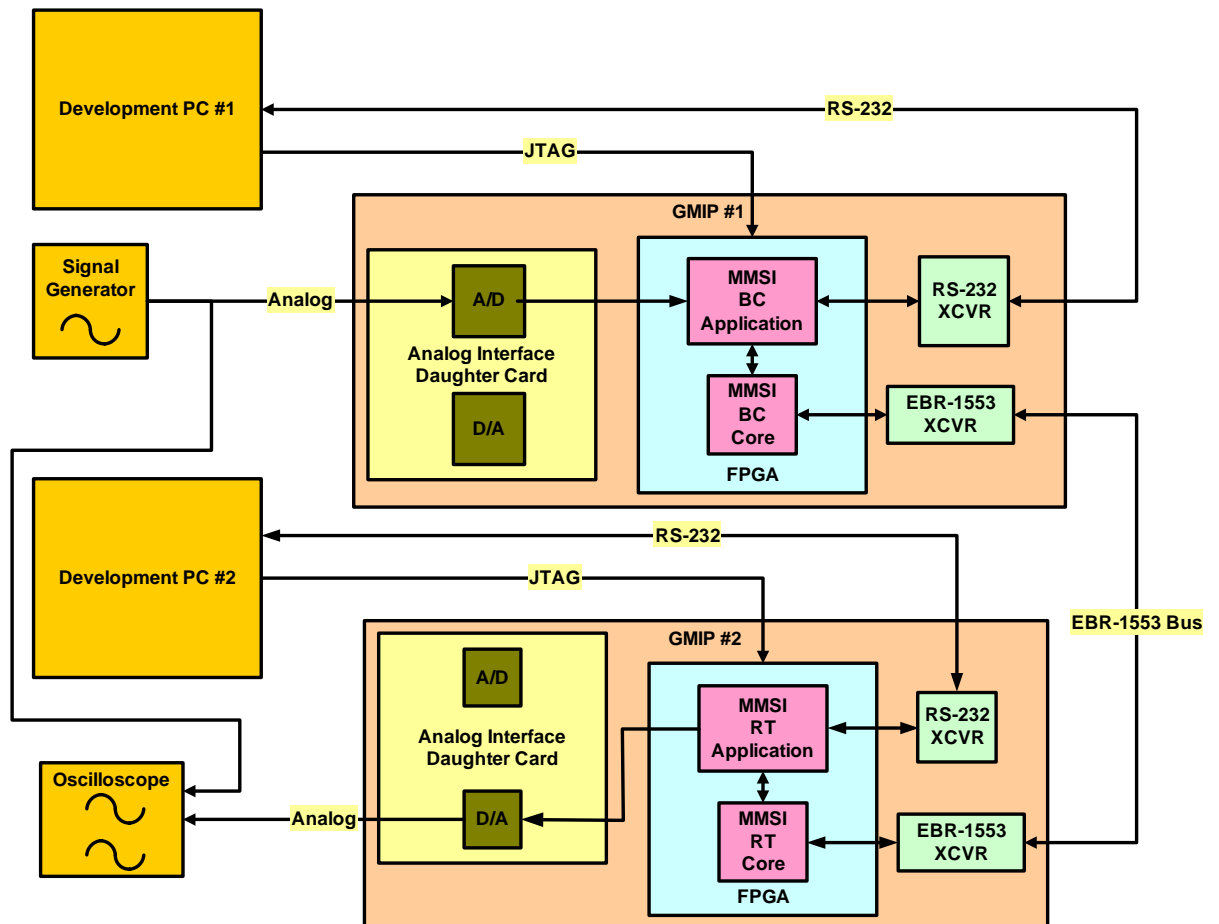 Development PC #1
RS-232
JTAG
GMIP #1
Signal
Generator
Analog
A/D
Analog Interface
Daughter Card
D/A
MMSI
BC
Application
MMSI
BC
Core
FPGA
RS-232
XCVR
EBR-1553
XCVR
Development PC #2
RS-232
JTAG
EBR-1553 Bus
GMIP #2
A/D
Analog Interface
Daughter Card
D/A
MMSI
RT
Application
MMSI
RT
Core
FPGA
RS-232
XCVR
EBR-1553
XCVR
Oscilloscope
Analog